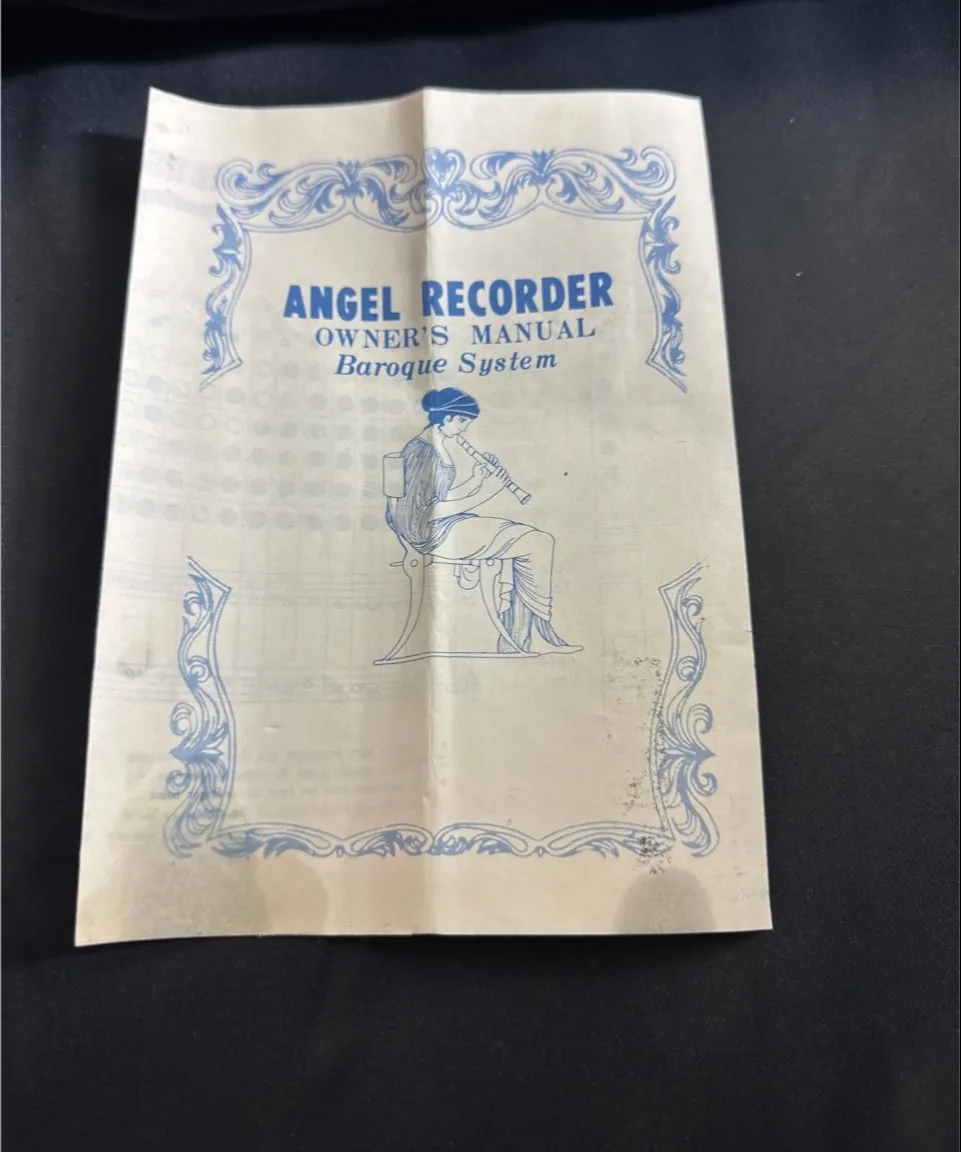 ANGEL RECORDER
OWNER'S MANUAL
Baroque System